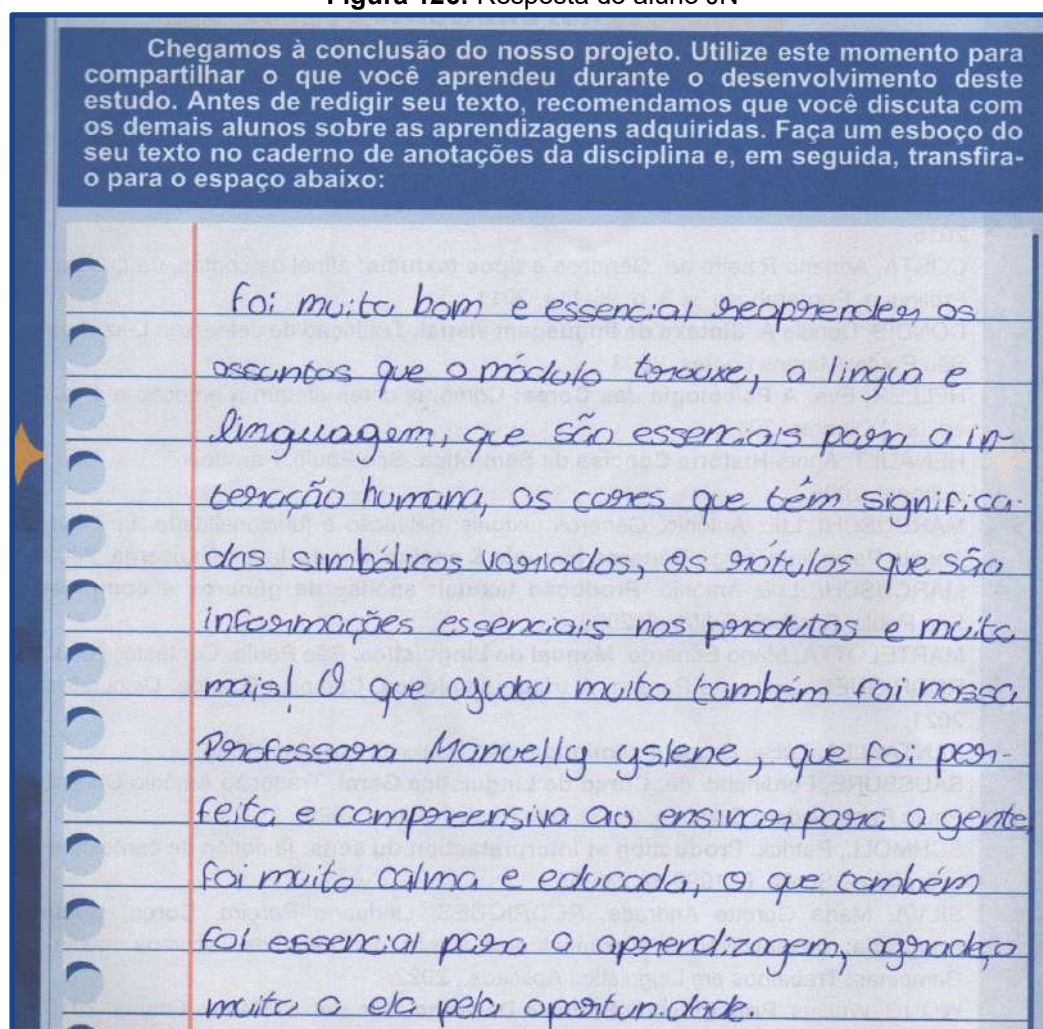 Figura 126. Resposta do aluno JN
Chegamos à conclusão do nosso projeto. Utilize este momento para
compartilhar o que você aprendeu durante o desenvolvimento deste
estudo. Antes de redigir seu texto, recomendamos que você discuta com
os demais alunos sobre as aprendizagens adquiridas. Faça um esboço do
seu texto no caderno de anotações da disciplina e, em seguida, transfira-
o para o espaço abaixo:
Foi muito bom e essencial reaprender os
assuntos que o módulo trouxe, a lingua e
linguagem, que são essenciais para a in-
teração humana, as cores que têm significa-
dos simbólicos variados, os rótulos que são
informações essenciais nos produtos e muito
mais! O que ajudou muito também foi nossa
Professora Manuelly gyslene, que foi per-
feita e compreensiva ao ensinar para a gente,
foi muito calma e educada, o que também
foi essencial para a aprendizagem, agradeço
muito a ela pela oportunidade.